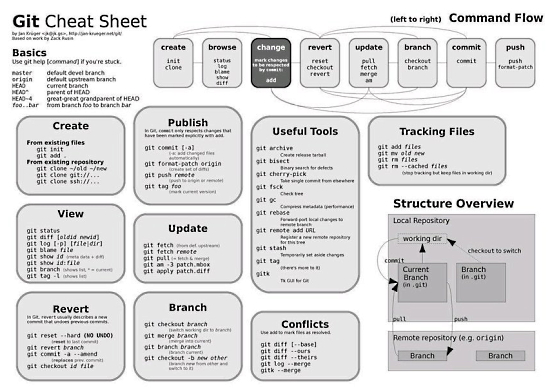 Git Cheat Sheet
by Jan Krüger <jk@jk.gs>, http://jan-krueger.net/git/
Based on work by Zack Rusin
(left to right) Command Flow
Basics
Use git help [command] if you're stuck.
master default devel branch
origin default upstream branch
HEAD current branch
HEAD^ parent of HEAD
HEAD~4 great-great grandparent of HEAD
foo..bar from branch foo to branch bar
create
init
clone
browse
status
log
blame
show
diff
change
mark changes
to be respected
by commit:
add
revert
reset
checkout
revert
update
pull
fetch
merge
am
branch
checkout
branch
commit
commit
push
push
format-patch
Create
From existing files
git init
git add .
From existing repository
git clone ~/old ~/new
git clone git://...
git clone ssh://...
View
git status
git diff [oldid newid]
git log [-p] [file|dir]
git blame file
git show id (meta data + diff)
git show id:file
git branch (shows list, * = current)
git tag -l (shows list)
Revert
In Git, revert usually describes a new
commit that undoes previous commits.
git reset --hard (NO UNDO)
(reset to last commit)
git revert branch
git commit -a --amend
(replaces prev. commit)
git checkout id file
Publish
In Git, commit only respects changes that
have been marked explicitly with add.
git commit [-a]
(-a: add changed files
automatically)
git format-patch origin
(create set of diffs)
git push remote
(push to origin or remote)
git tag foo
(mark current version)
Update
git fetch (from def. upstream)
git fetch remote
git pull (= fetch & merge)
git am -3 patch.mbox
git apply patch.diff
Branch
git checkout branch
(switch working dir to branch)
git merge branch
(merge into current)
git branch branch
(branch current)
git checkout -b new other
(branch new from other and
switch to it)
Useful Tools
git archive
Create release tarball
git bisect
Binary search for defects
git cherry-pick
Take single commit from elsewhere
git fsck
Check tree
git gc
Compress metadata (performance)
git rebase
Forward-port local changes to
remote branch
git remote add URL
Register a new remote repository
for this tree
git stash
Temporarily set aside changes
git tag
(there's more to it)
gitk
Tk GUI for Git
Conflicts
Use add to mark files as resolved.
git diff [--base]
git diff --ours
git diff --theirs
git log --merge
gitk --merge
Tracking Files
git add files
git mv old new
git rm files
git rm --cached files
(stop tracking but keep files in working dir)
Structure Overview
Local Repository
working dir
commit
checkout to switch
Current
Branch
(in .git)
Branch
(in .git)
pull
push
Remote repository (e.g. origin)
Branch
Branch